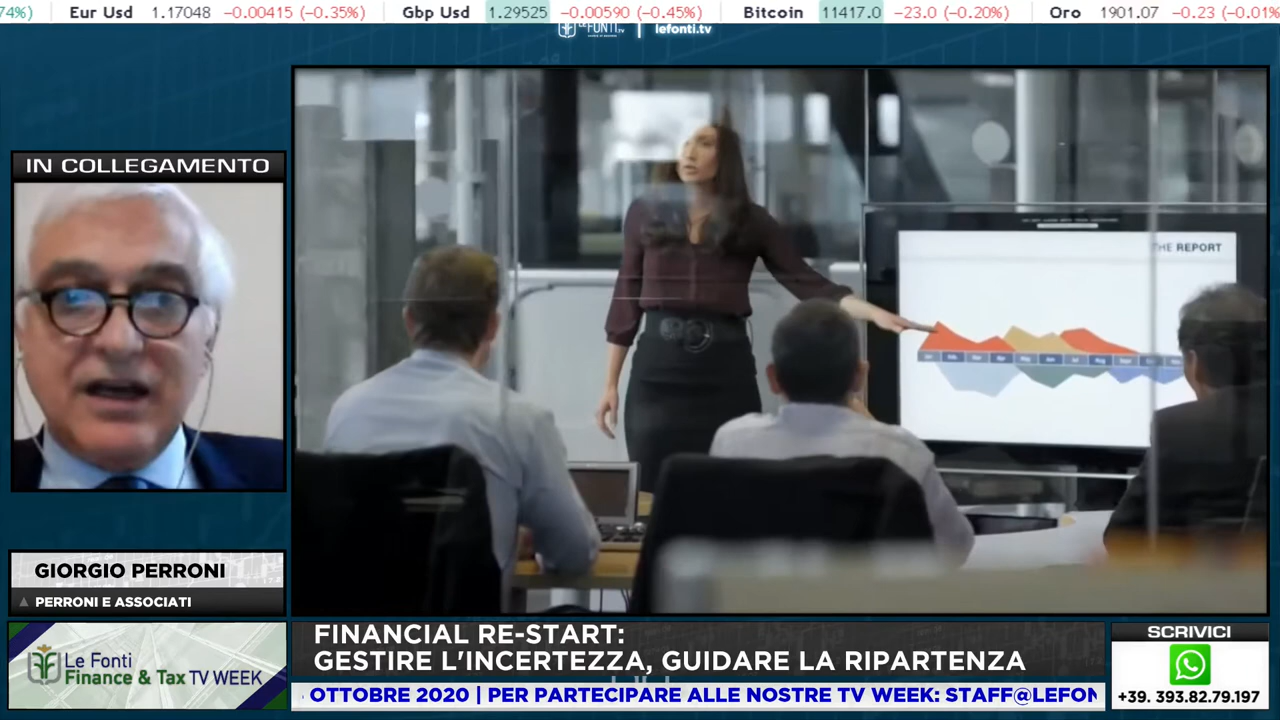 74%) Eur Usd 1.17048 −0.00415 (−0.35%) Gbp Usd 1.29525 −0.00590 (−0.45%) Bitcoin 11417.0 −23.0 (−0.20%) Oro 1901.07 −0.23 (−0.01%
LE FONTI.TV | lefonti.tv
IN COLLEGAMENTO
THE REPORT
GIORGIO PERRONI
PERRONI E ASSOCIATI
Le Fonti
Finance & Tax TV WEEK
FINANCIAL RE-START:
GESTIRE L'INCERTEZZA, GUIDARE LA RIPARTENZA
OTTOBRE 2020 | PER PARTECIPARE ALLE NOSTRE TV WEEK: STAFF@LEFON
SCRIVICI
+39. 393.82.79.197